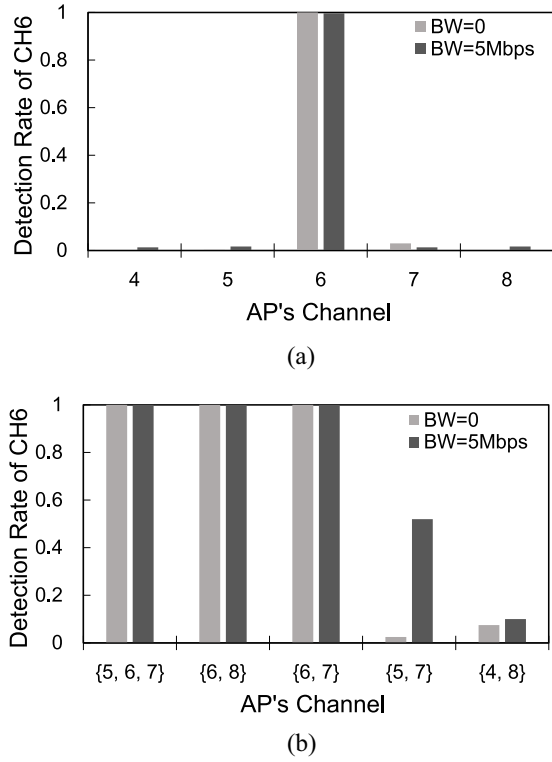 Detection Rate of CH6
1
0.8
0.6
0.4
0.2
0
BW=0
BW=5Mbps
4 5 6 7 8
AP's Channel
(a)
Detection Rate of CH6
1
0.8
0.6
0.4
0.2
0
BW=0
BW=5Mbps
{5, 6, 7} {6, 8} {6, 7} {5, 7} {4, 8}
AP's Channel
(b)